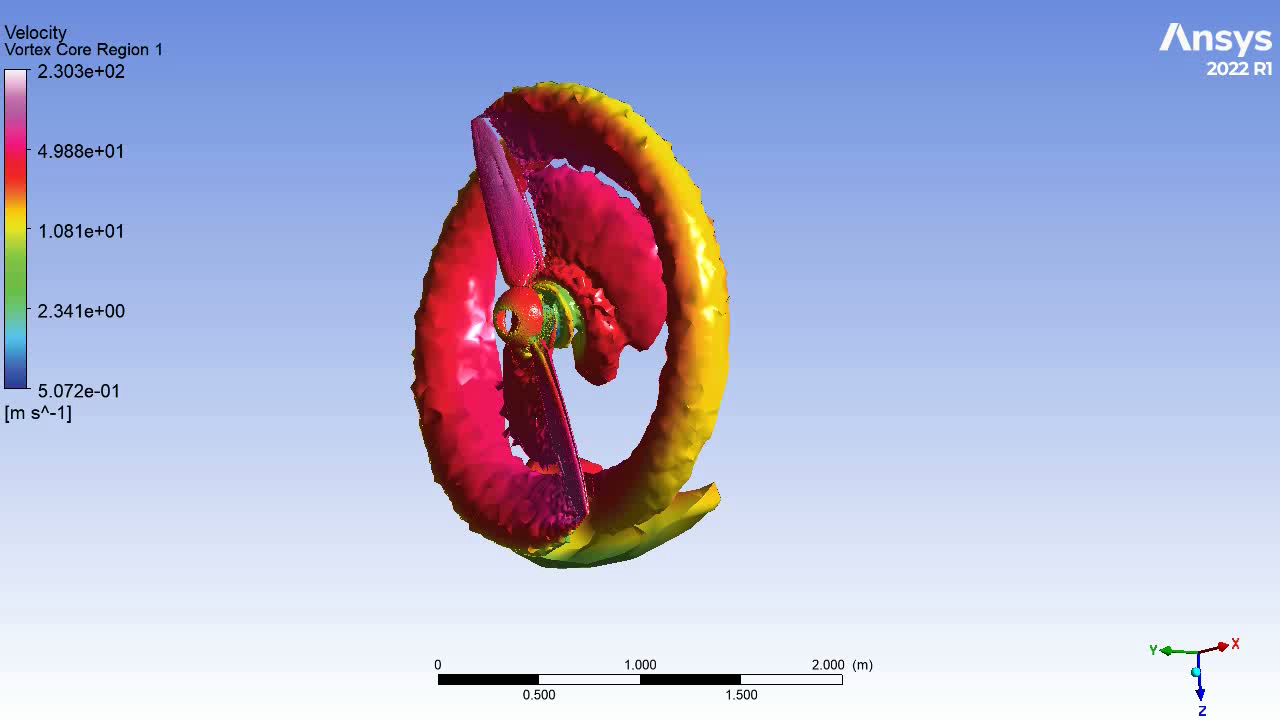 Velocity
Vortex Core Region 1
2.303e+02
4.988e+01
1.081e+01
2.341e+00
5.072e-01
[m s^-1]
Ansys
2022 R1
0 1.000 2.000 (m)
0.500 1.500
Y X
Z